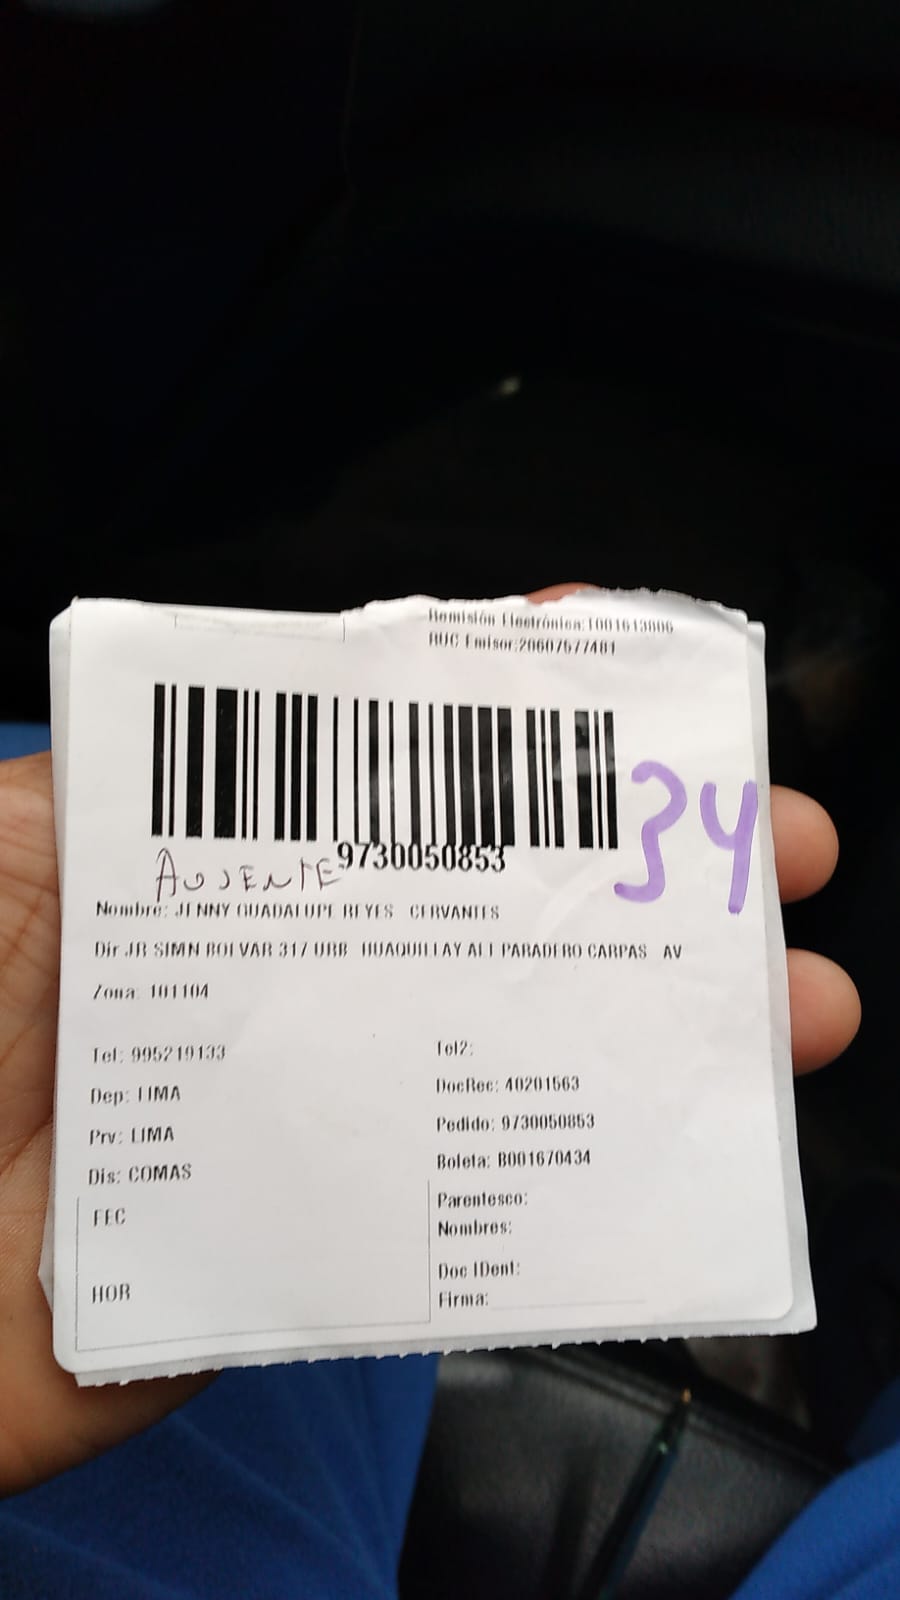 Remisión Electrónica:T001613806
RUC Emisor:20607577481
34
9730050853
AUSENTE
Nombre: JENNY GUADALUPE REYES CERVANTES
Dir JR SIMN BOLVAR 317 URB HUAQUILLAY ALT PARADERO CARPAS AV
Zona: 101104
Tel: 995219133
Tel2:
Dep: LIMA
DocRec: 40201563
Prv: LIMA
Pedido: 9730050853
Dis: COMAS
Boleta: B001670434
FEC
Parentesco:
Nombres:
HOR
Doc IDent:
Firma: